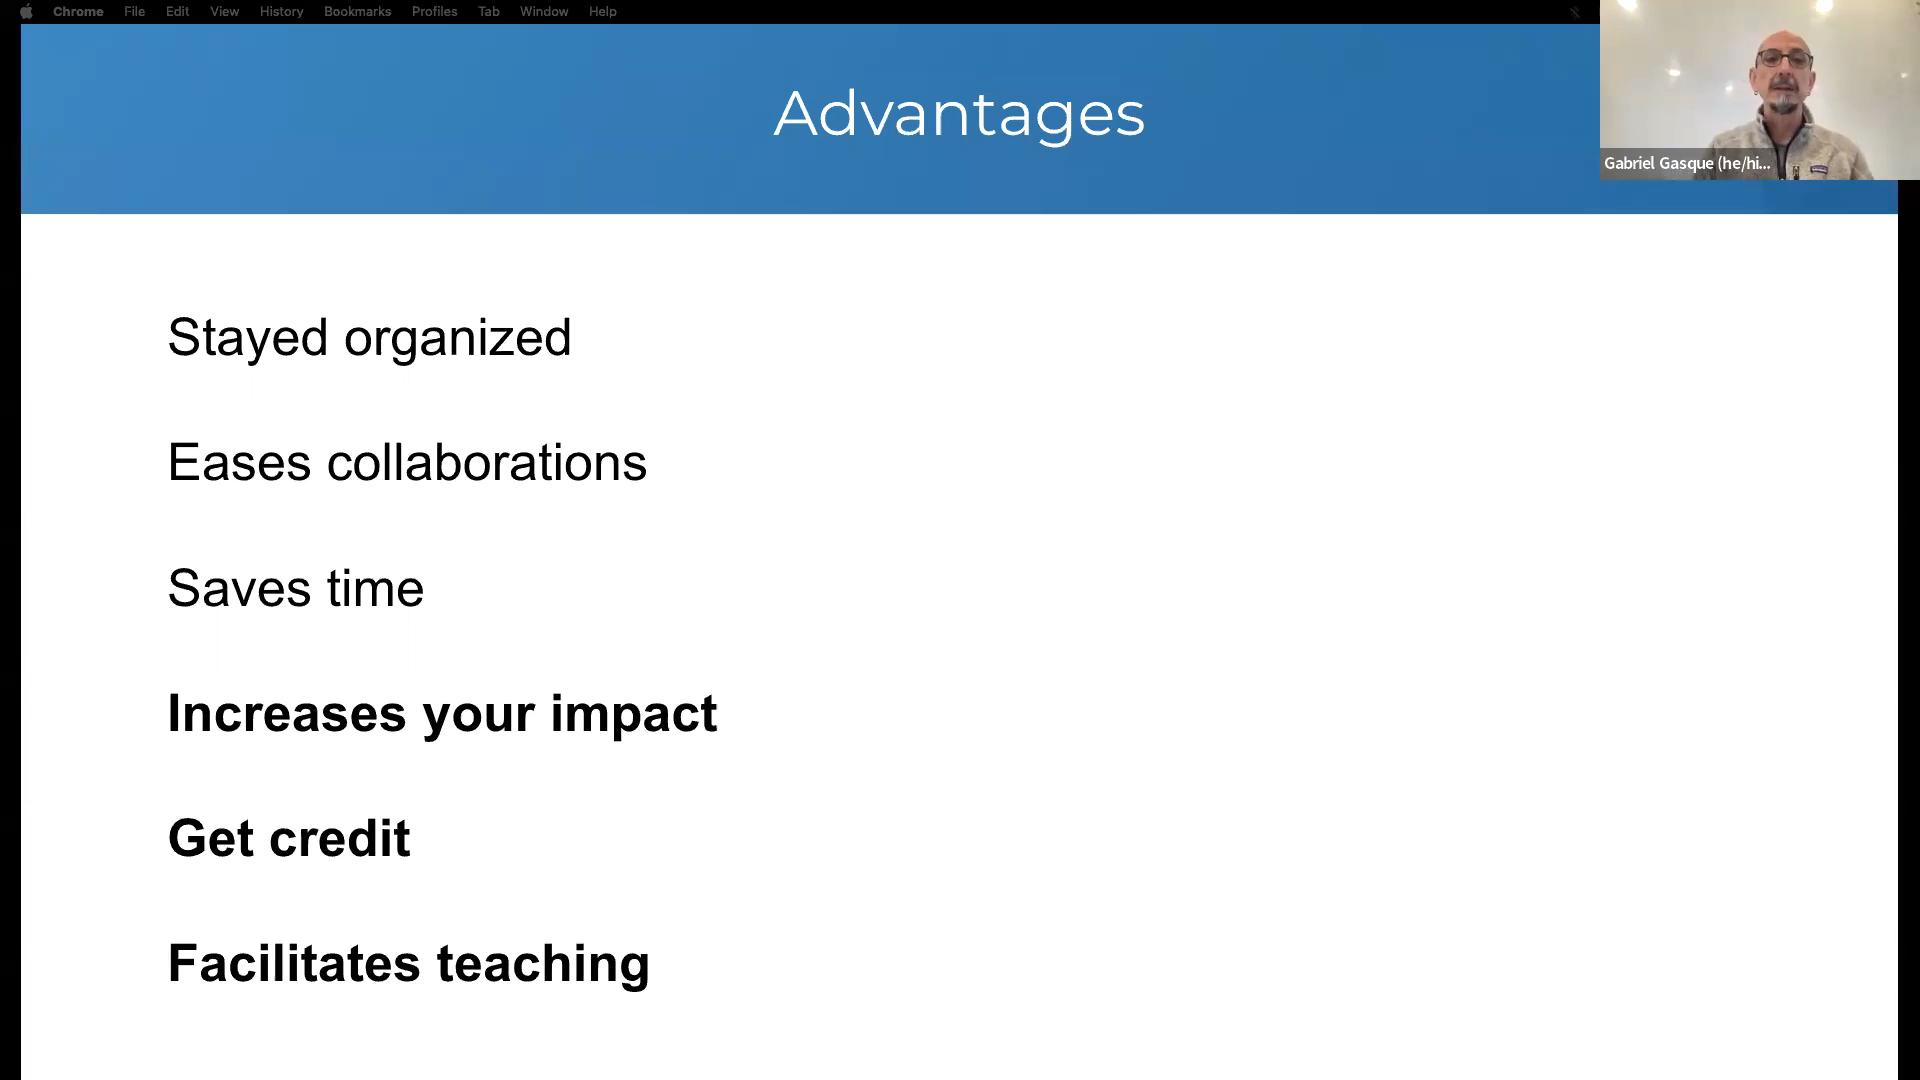 Chrome File Edit View History Bookmarks Profiles Tab Window Help
Advantages
Gabriel Gasque (he/hi...
Stayed organized
Eases collaborations
Saves time
Increases your impact
Get credit
Facilitates teaching